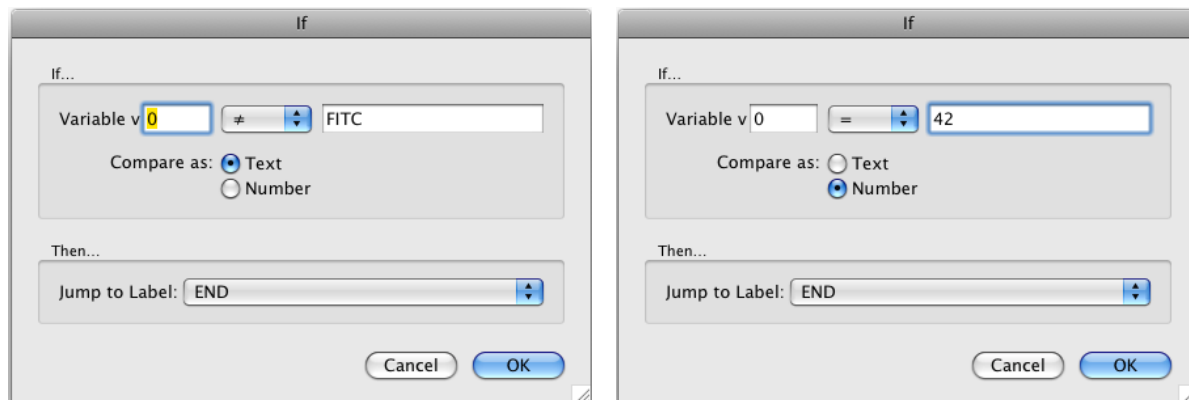 If
If...
Variable v 0 ≠ FITC
Compare as: Text
Number
Then...
Jump to Label: END
Cancel OK
If
If...
Variable v 0 = 42
Compare as: Text
Number
Then...
Jump to Label: END
Cancel OK